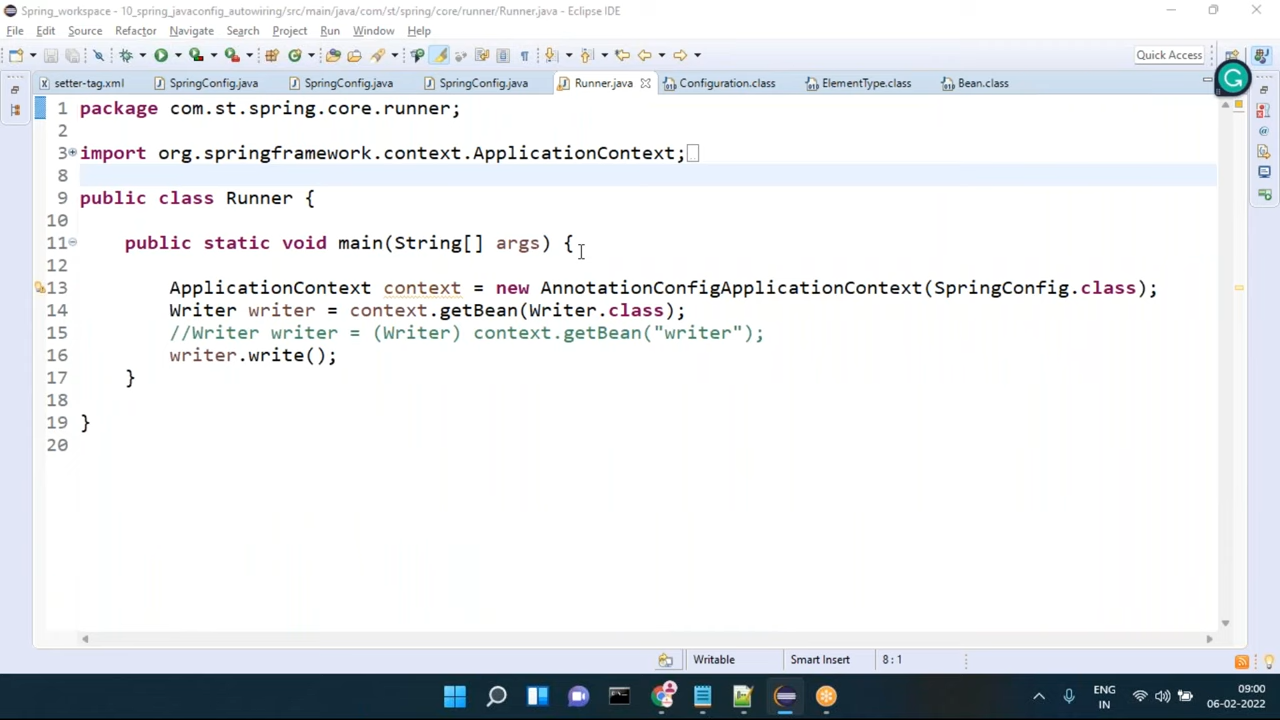 Spring_workspace - 10_spring_javaconfig_autowiring/src/main/java/com/st/spring/core/runner/Runner.java - Eclipse IDE
File Edit Source Refactor Navigate Search Project Run Window Help
Quick Access
setter-tag.xml SpringConfig.java SpringConfig.java SpringConfig.java Runner.java Configuration.class ElementType.class Bean.class
1 package com.st.spring.core.runner;
2
3 import org.springframework.context.ApplicationContext;
8
9 public class Runner {
10
11 public static void main(String[] args) {
12
13 ApplicationContext context = new AnnotationConfigApplicationContext(SpringConfig.class);
14 Writer writer = context.getBean(Writer.class);
15 //Writer writer = (Writer) context.getBean("writer");
16 writer.write();
17 }
18
19 }
20
Writable Smart Insert 8 : 1
ENG IN 09:00 06-02-2022